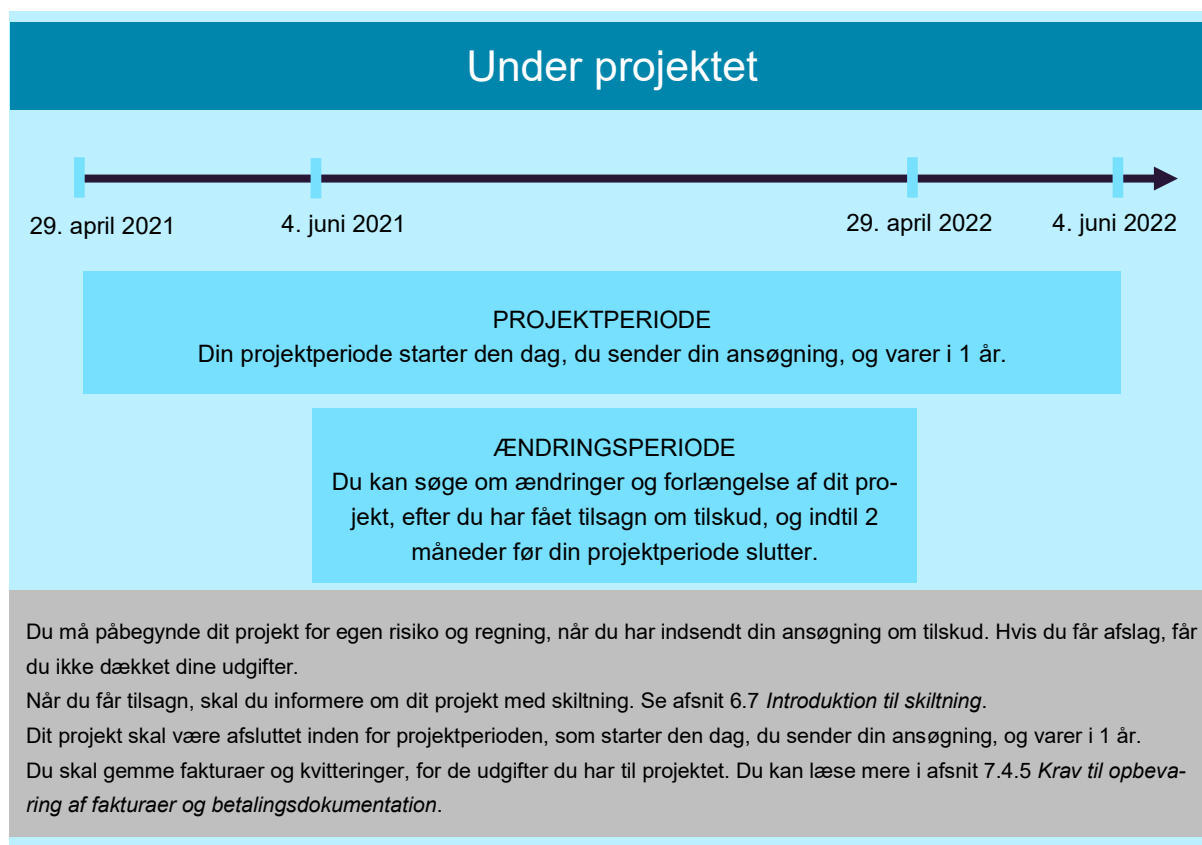 Under projektet
29. april 2021
4. juni 2021
29. april 2022
4. juni 2022
PROJEKTPERIODE
Din projektperiode starter den dag, du sender din ansøgning, og varer i 1 år.
ÆNDRINGSPERIODE
Du kan søge om ændringer og forlængelse af dit pro-
jekt, efter du har fået tilsagn om tilskud, og indtil 2
måneder før din projektperiode slutter.
Du må påbegynde dit projekt for egen risiko og regning, når du har indsendt din ansøgning om tilskud. Hvis du får afslag, får
du ikke dækket dine udgifter.
Når du får tilsagn, skal du informere om dit projekt med skiltning. Se afsnit 6.7 Introduktion til skiltning.
Dit projekt skal være afsluttet inden for projektperioden, som starter den dag, du sender din ansøgning, og varer i 1 år.
Du skal gemme fakturaer og kvitteringer, for de udgifter du har til projektet. Du kan læse mere i afsnit 7.4.5 Krav til opbeva-
ring af fakturaer og betalingsdokumentation.